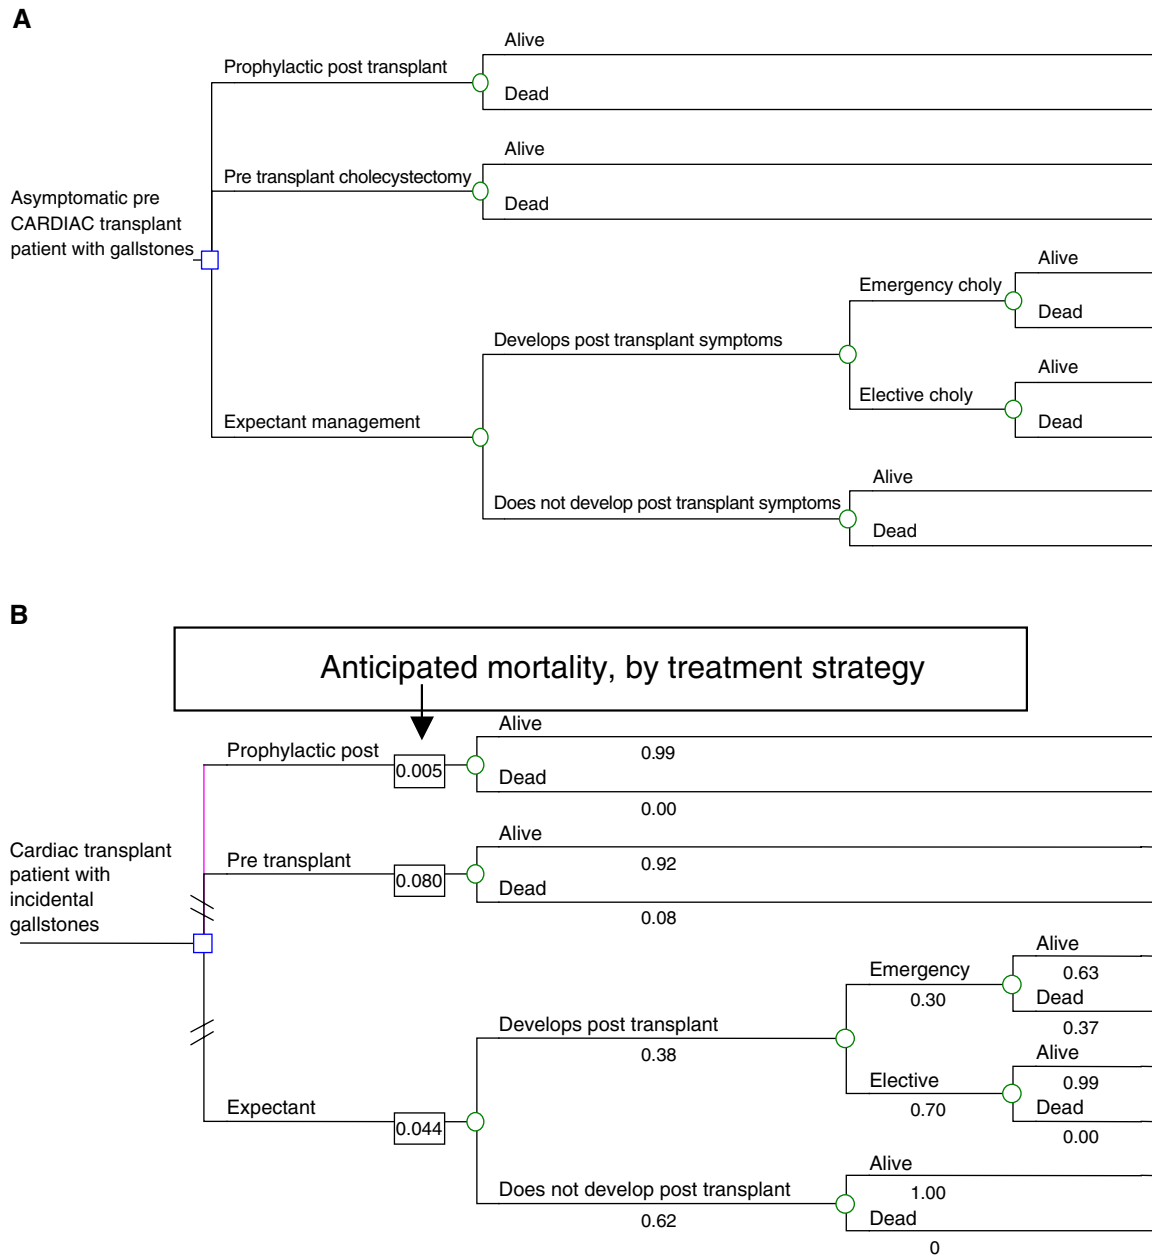 A
Alive
Prophylactic post transplant
Dead
Alive
Pre transplant cholecystectomy
Dead
Asymptomatic pre
CARDIAC transplant
patient with gallstones
Alive
Emergency choly
Dead
Develops post transplant symptoms
Alive
Elective choly
Dead
Expectant management
Alive
Does not develop post transplant symptoms
Dead
B
Anticipated mortality, by treatment strategy
Alive
Prophylactic post
0.99
0.005
Dead
0.00
Alive
Pre transplant
0.92
0.080
Dead
0.08
Cardiac transplant
patient with
incidental
gallstones
Alive
Emergency
0.63
0.30
Dead
0.37
Develops post transplant
0.38
Alive
Elective
0.99
0.70
Dead
0.00
Expectant
0.044
Alive
Does not develop post transplant
1.00
0.62
Dead
0